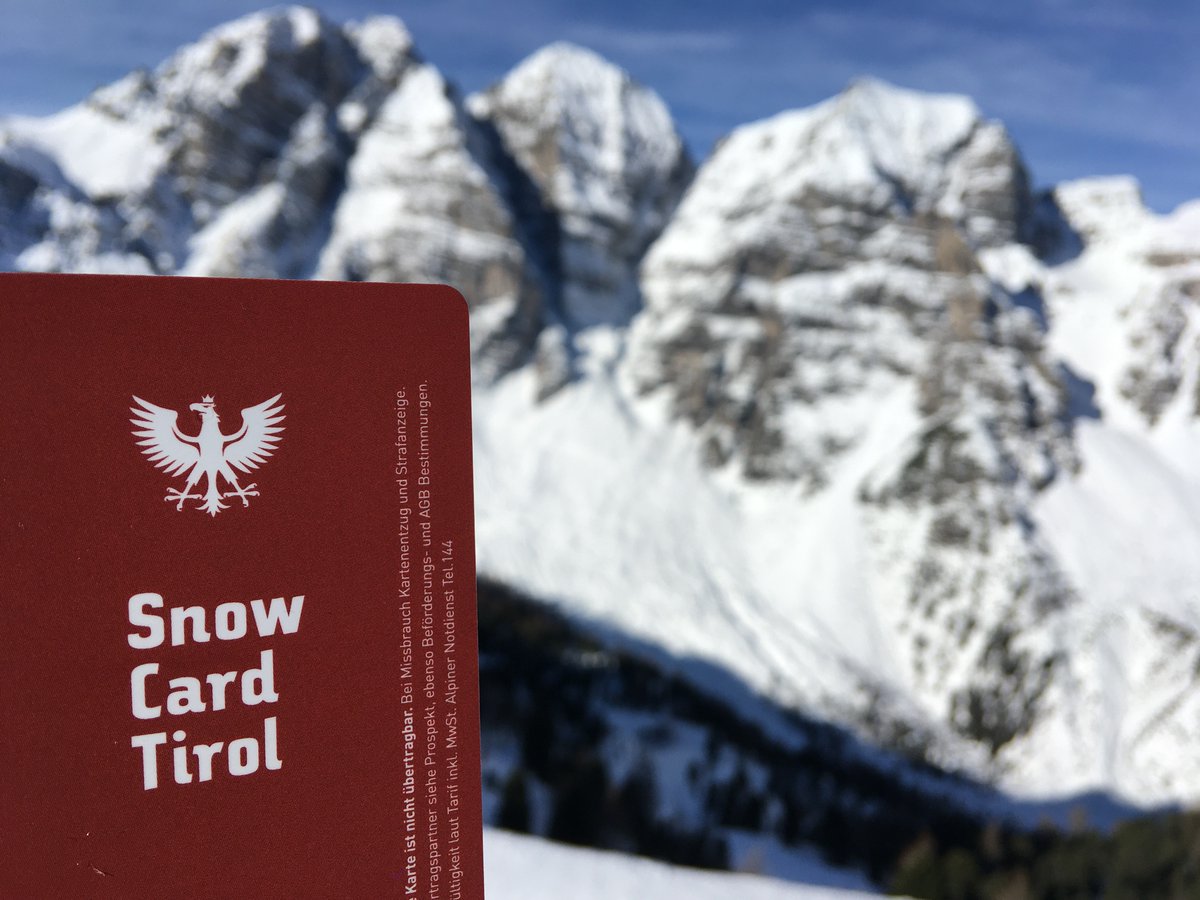 Snow
Card
Tirol
Karte ist nicht übertragbar. Bei Missbrauch Kartenentzug und Strafanzeige.
rtragspartner siehe Prospekt, ebenso Beförderungs- und AGB Bestimmungen.
ültigkeit laut Tarif inkl. MwSt. Alpiner Notdienst Tel. 144